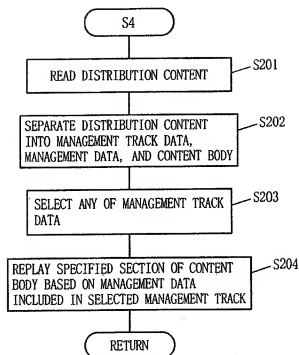 S4
READ DISTRIBUTION CONTENT
S201
SEPARATE DISTRIBUTION CONTENT
INTO MANAGEMENT TRACK DATA,
MANAGEMENT DATA, AND CONTENT BODY
S202
SELECT ANY OF MANAGEMENT TRACK
DATA
S203
REPLAY SPECIFIED SECTION OF CONTENT
BODY BASED ON MANAGEMENT DATA
INCLUDED IN SELECTED MANAGEMENT TRACK
S204
RETURN